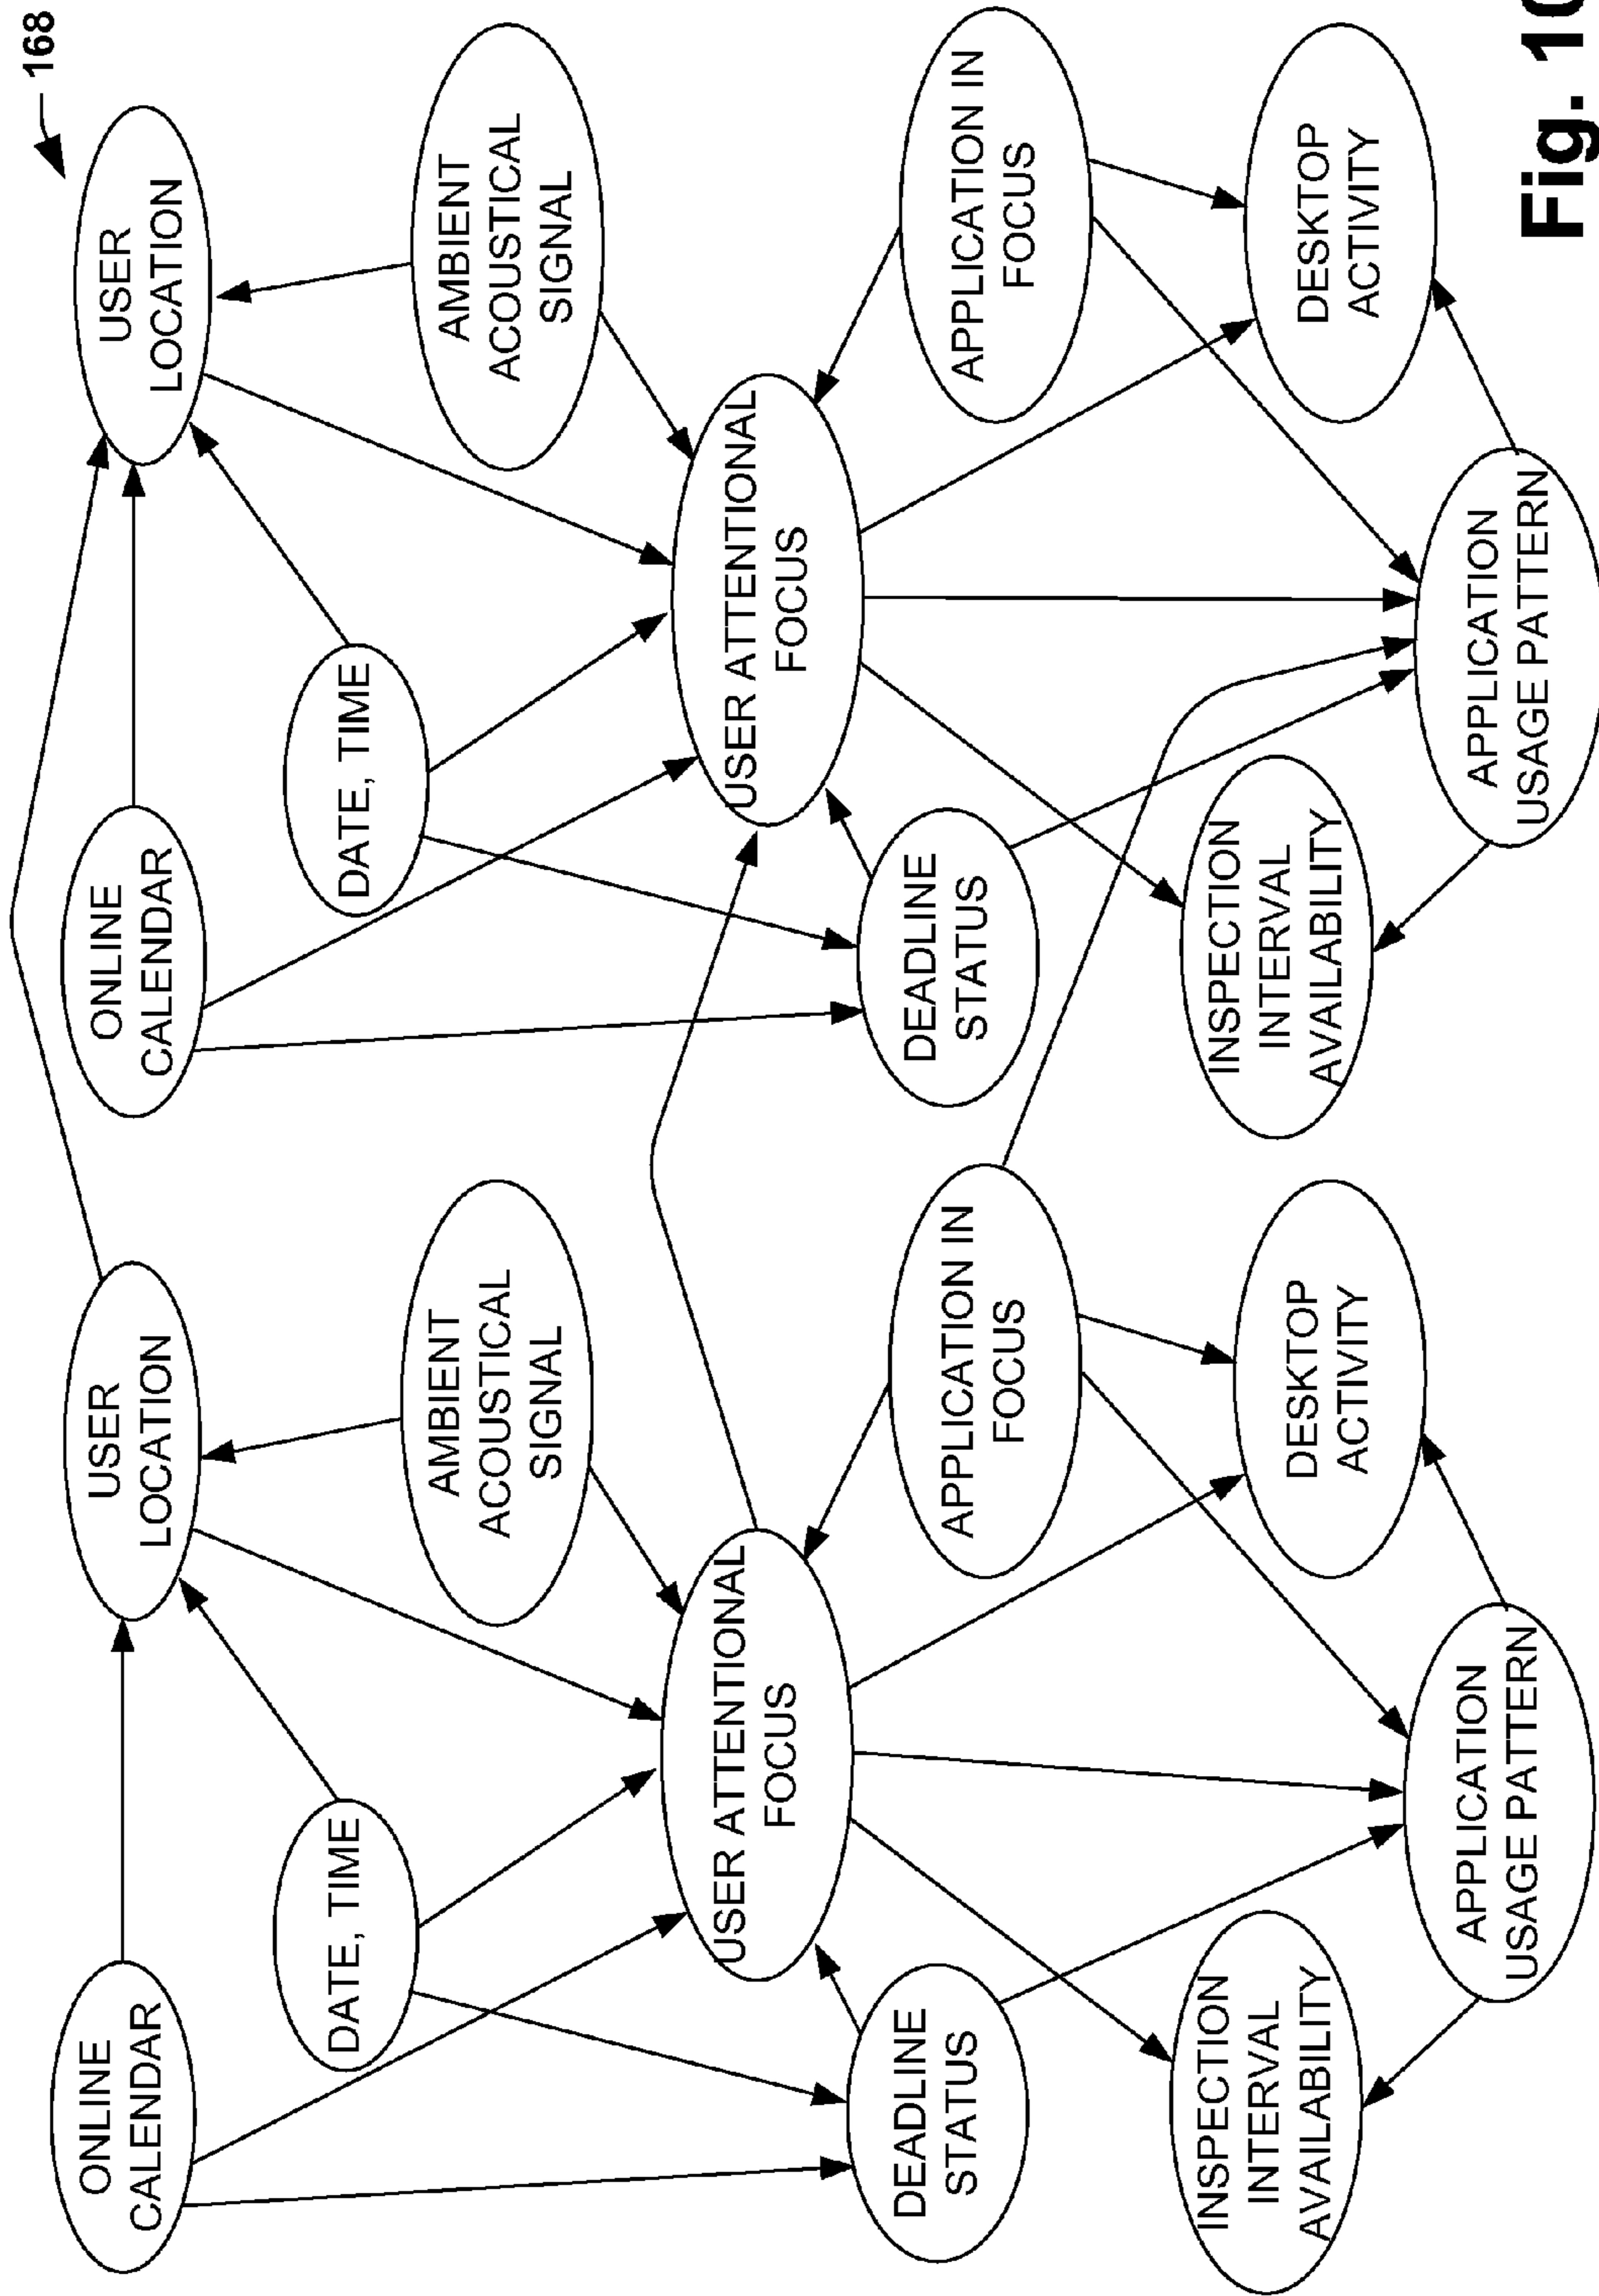 168
ONLINE
CALENDAR
USER
LOCATION
DATE, TIME
AMBIENT
ACOUSTICAL
SIGNAL
USER ATTENTIONAL
FOCUS
DEADLINE
STATUS
APPLICATION IN
FOCUS
INSPECTION
INTERVAL
AVAILABILITY
DESKTOP
ACTIVITY
APPLICATION
USAGE PATTERN
ONLINE
CALENDAR
USER
LOCATION
DATE, TIME
AMBIENT
ACOUSTICAL
SIGNAL
USER ATTENTIONAL
FOCUS
DEADLINE
STATUS
APPLICATION IN
FOCUS
INSPECTION
INTERVAL
AVAILABILITY
DESKTOP
ACTIVITY
APPLICATION
USAGE PATTERN
Fig. 10